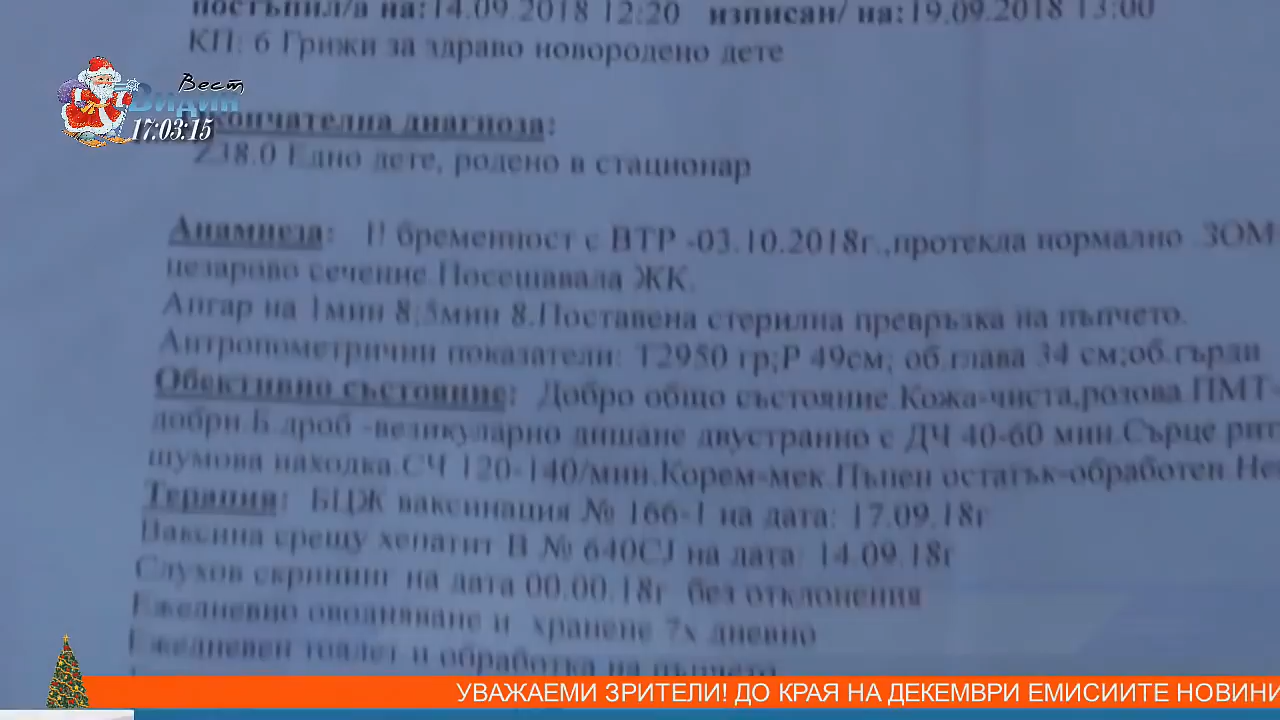 постъпил/а на:14.09.2018 12:20 изписан/ на:19.09.2018 13:00
КП: 6 Грижи за здраво новородено дете
Вест
Видин
17:03:15
диагноза:
Z38.0 Едно дете, родено в стационар
Анамнеза: II бременност с ВТР -03.10.2018г.,протекла нормално .ЗОМ
цезарово сечение.Посещавала ЖК.
Апгар на 1мин 8;5мин 8.Поставена стерилна превръзка на пъпчето.
Антропометрични показатели: Т2950 гр;Р 49см; об.глава 34 см;об.гърди
Обективно състояние: Добро общо състояние.Кожа-чиста,розова.ПМТ-
добри.Б.дроб -везикуларно дишане двустранно с ДЧ 40-60 мин.Сърце рит
шумова находка.СЧ 120-140/мин.Корем-мек.Пъпен остатък-обработен.Не
Терапия: БЦЖ ваксинация № 166-1 на дата: 17.09.18г
Ваксина срещу хепатит В № 640CJ на дата: 14.09.18г
Слухов скрининг на дата 00.00.18г без отклонения
Ежедневно оводняване и хранене 7х дневно
Ежедневен тоалет и обработка на пъпчето
УВАЖАЕМИ ЗРИТЕЛИ! ДО КРАЯ НА ДЕКЕМВРИ ЕМИСИИТЕ НОВИНИ